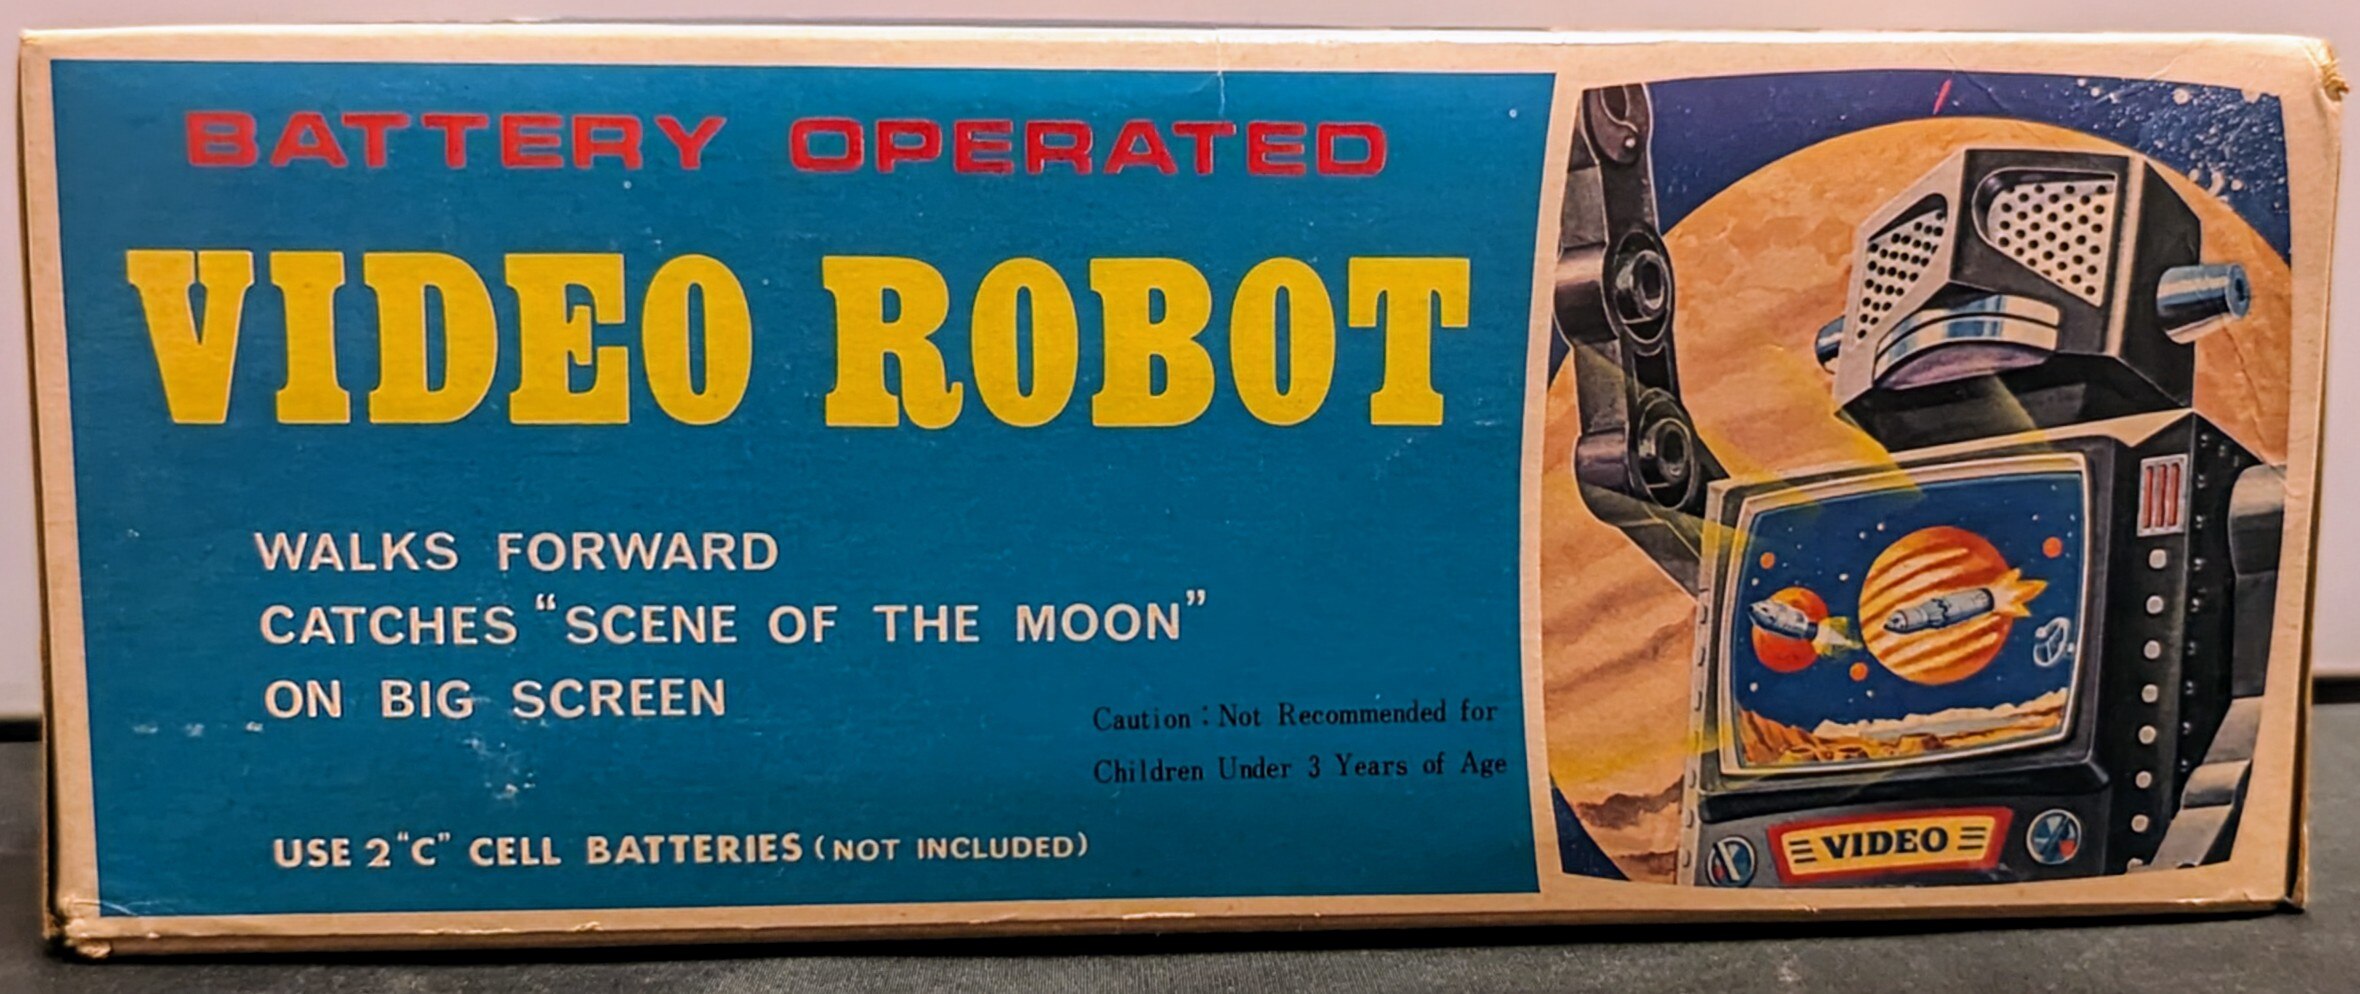 BATTERY OPERATED
VIDEO ROBOT
WALKS FORWARD
CATCHES “SCENE OF THE MOON”
ON BIG SCREEN
Caution : Not Recommended for
Children Under 3 Years of Age
USE 2 “C” CELL BATTERIES (NOT INCLUDED)
VIDEO